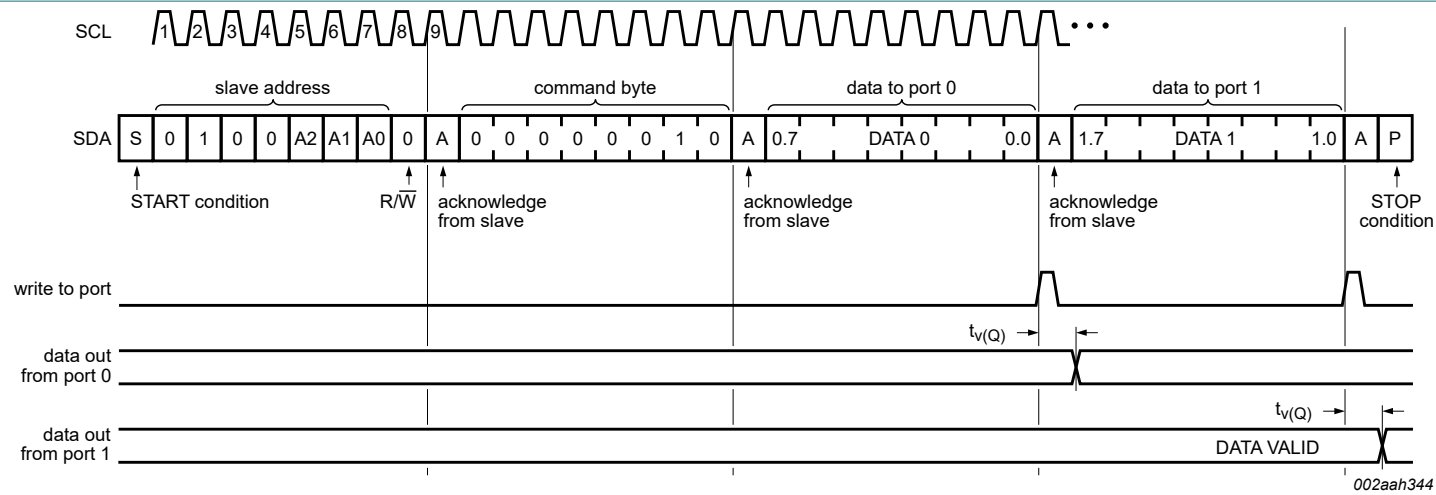 SCL 1 2 3 4 5 6 7 8 9 •••
slave address command byte data to port 0 data to port 1
SDA S 0 1 0 0 A2 A1 A0 0 A 0 0 0 0 0 0 1 0 A 0.7 DATA 0 0.0 A 1.7 DATA 1 1.0 A P
START condition R/W̅ acknowledge from slave acknowledge from slave acknowledge from slave STOP condition
write to port
tv(Q)
data out
from port 0
tv(Q)
data out
from port 1 DATA VALID
002aah344